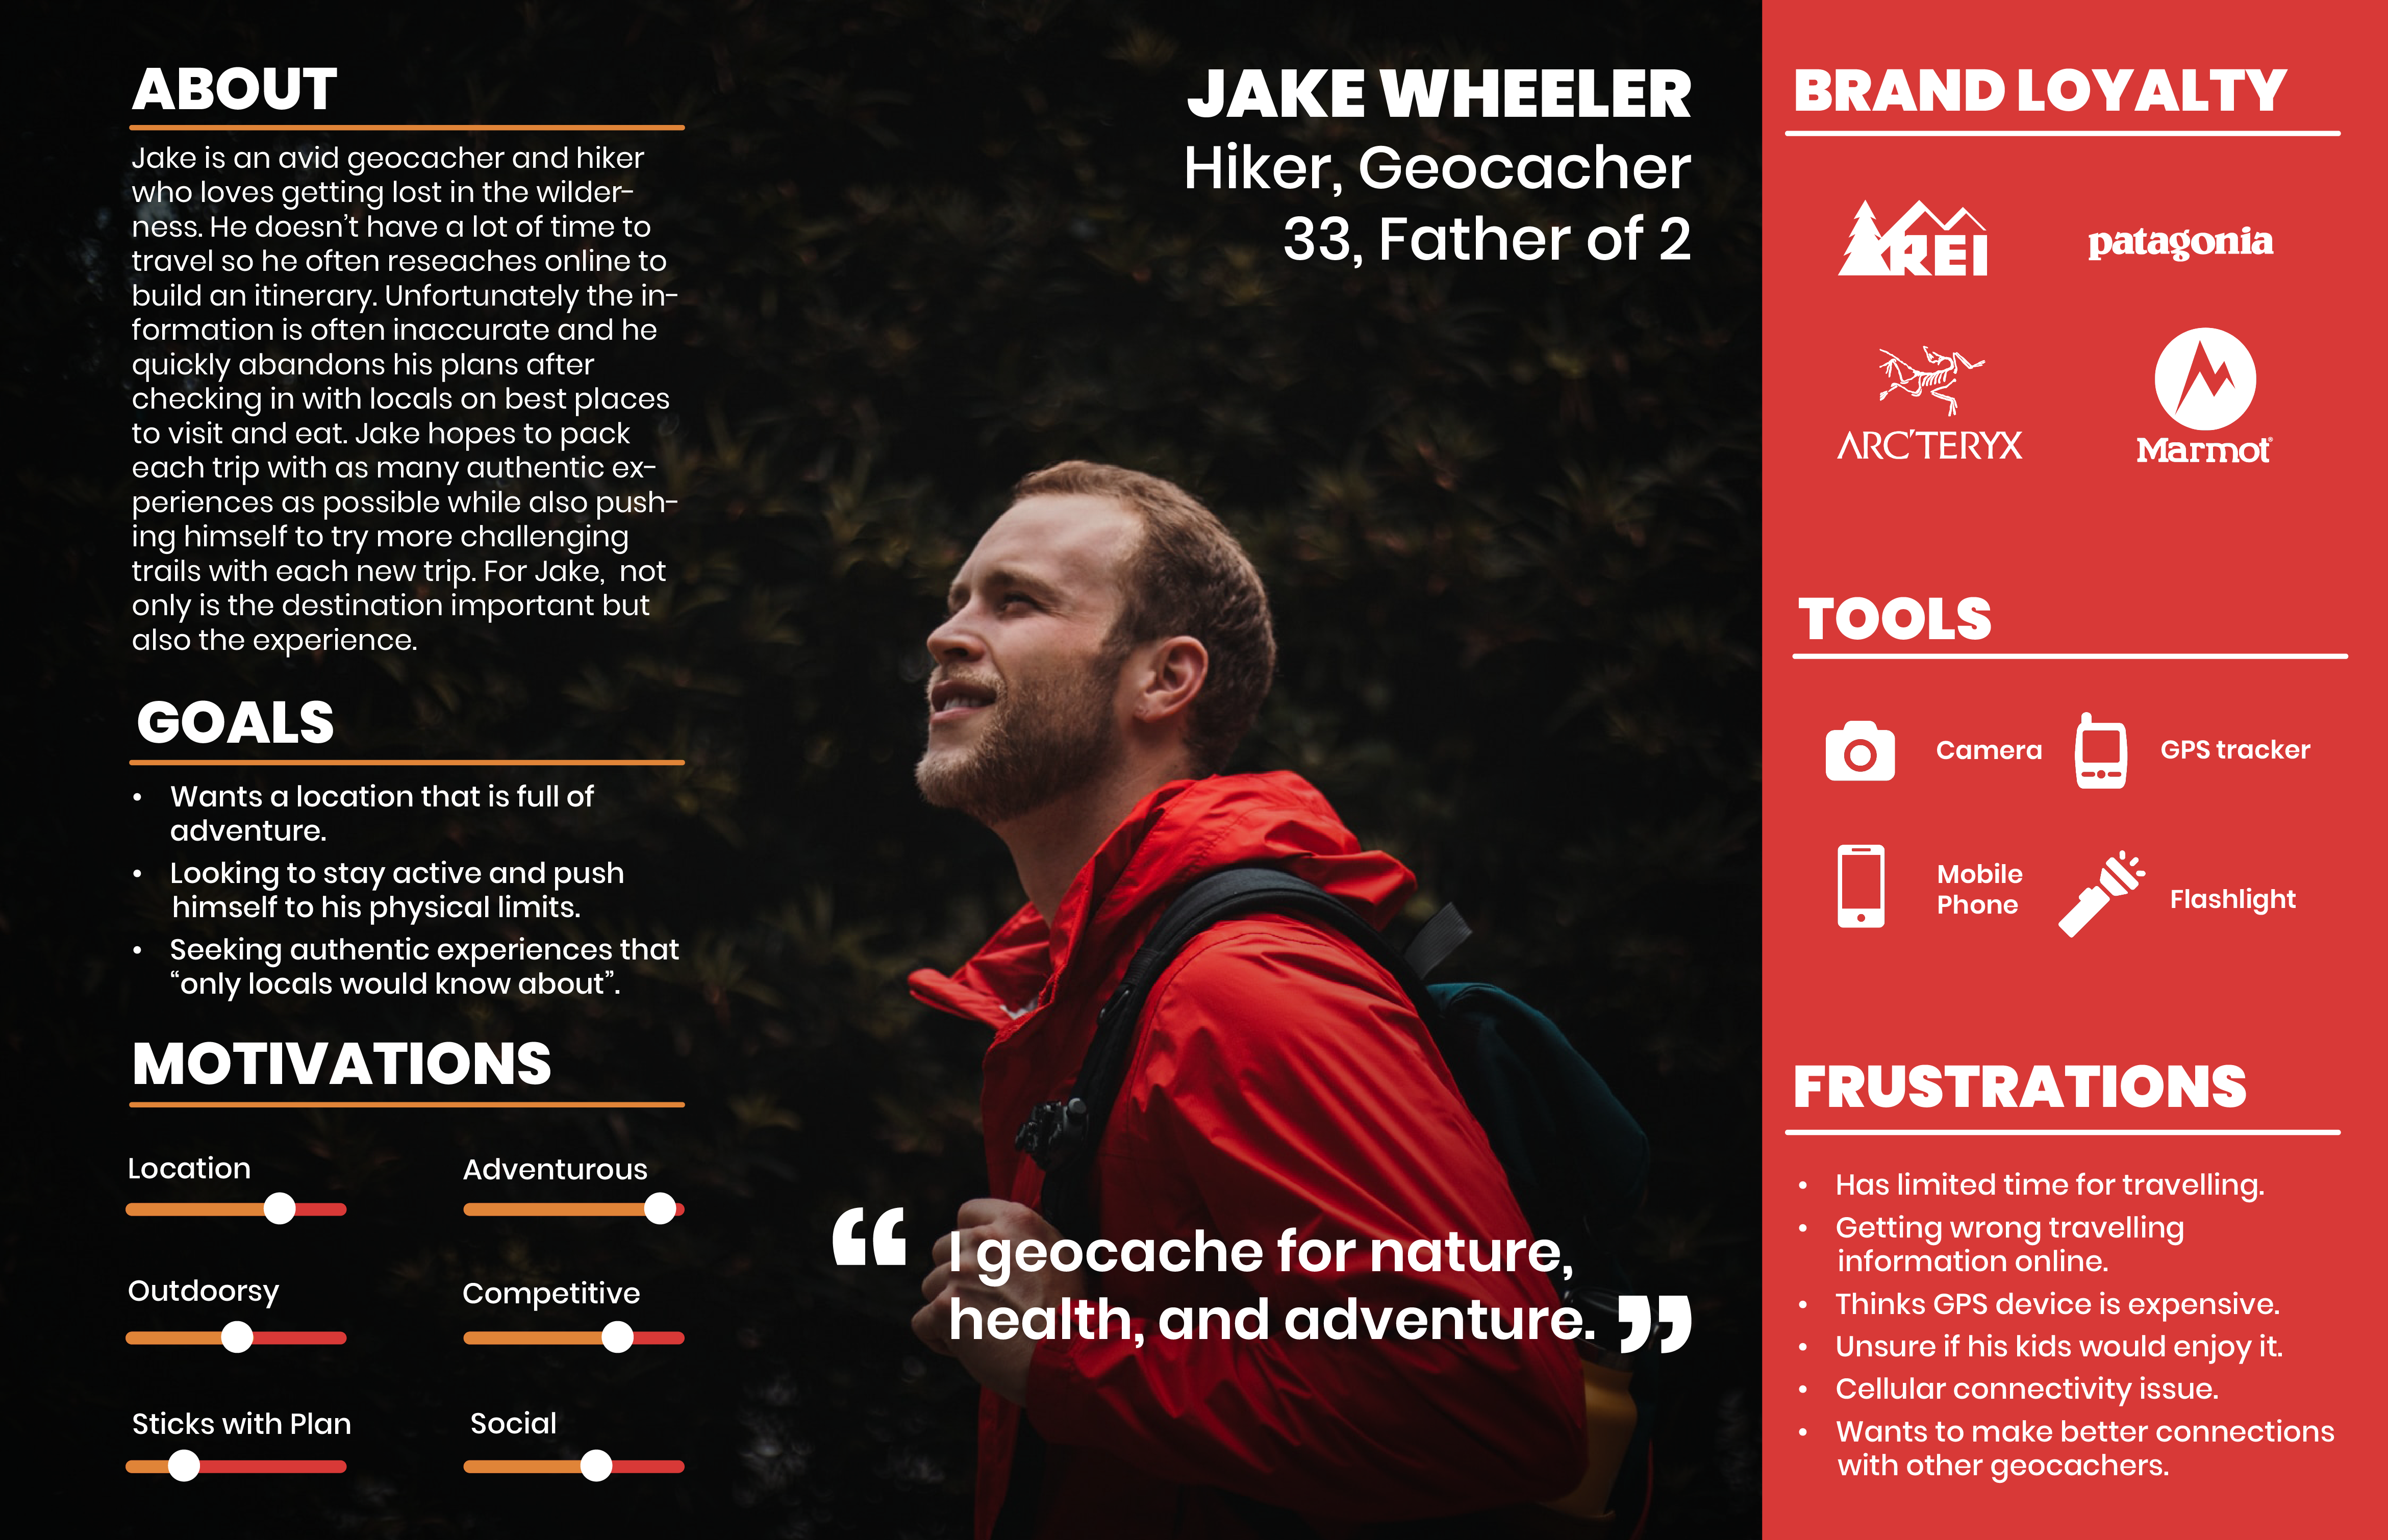 ABOUT
Jake is an avid geocacher and hiker
who loves getting lost in the wilder-
ness. He doesn't have a lot of time to
travel so he often reseaches online to
build an itinerary. Unfortunately the in-
formation is often inaccurate and he
quickly abandons his plans after
checking in with locals on best places
to visit and eat. Jake hopes to pack
each trip with as many authentic ex-
periences as possible while also push-
ing himself to try more challenging
trails with each new trip. For Jake,  not
only is the destination important but
also the experience.
GOALS
• Wants a location that is full of
adventure.
• Looking to stay active and push
himself to his physical limits.
• Seeking authentic experiences that
“only locals would know about”.
MOTIVATIONS
Location
Adventurous
Outdoorsy
Competitive
Sticks with Plan
Social
JAKE WHEELER
Hiker, Geocacher
33, Father of 2
“I geocache for nature,
health, and adventure.”
BRAND LOYALTY
REI
patagonia
ARC'TERYX
Marmot®
TOOLS
Camera
GPS tracker
Mobile
Phone
Flashlight
FRUSTRATIONS
• Has limited time for travelling.
• Getting wrong travelling
information online.
• Thinks GPS device is expensive.
• Unsure if his kids would enjoy it.
• Cellular connectivity issue.
• Wants to make better connections
with other geocachers.